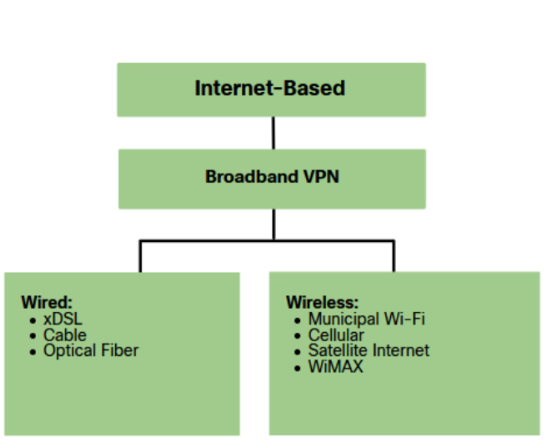 Internet-Based
Broadband VPN
Wired:
• xDSL
• Cable
• Optical Fiber
Wireless:
• Municipal Wi-Fi
• Cellular
• Satellite Internet
• WiMAX